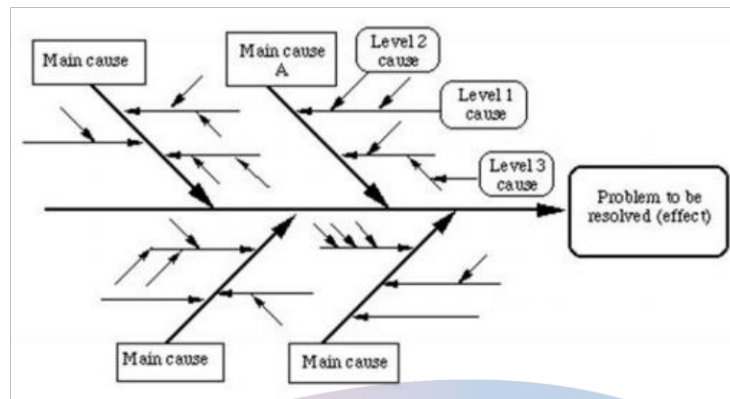 Main cause
Main cause
A
Level 2
cause
Level 1
cause
Level 3
cause
Problem to be
resolved (effect)
Main cause
Main cause